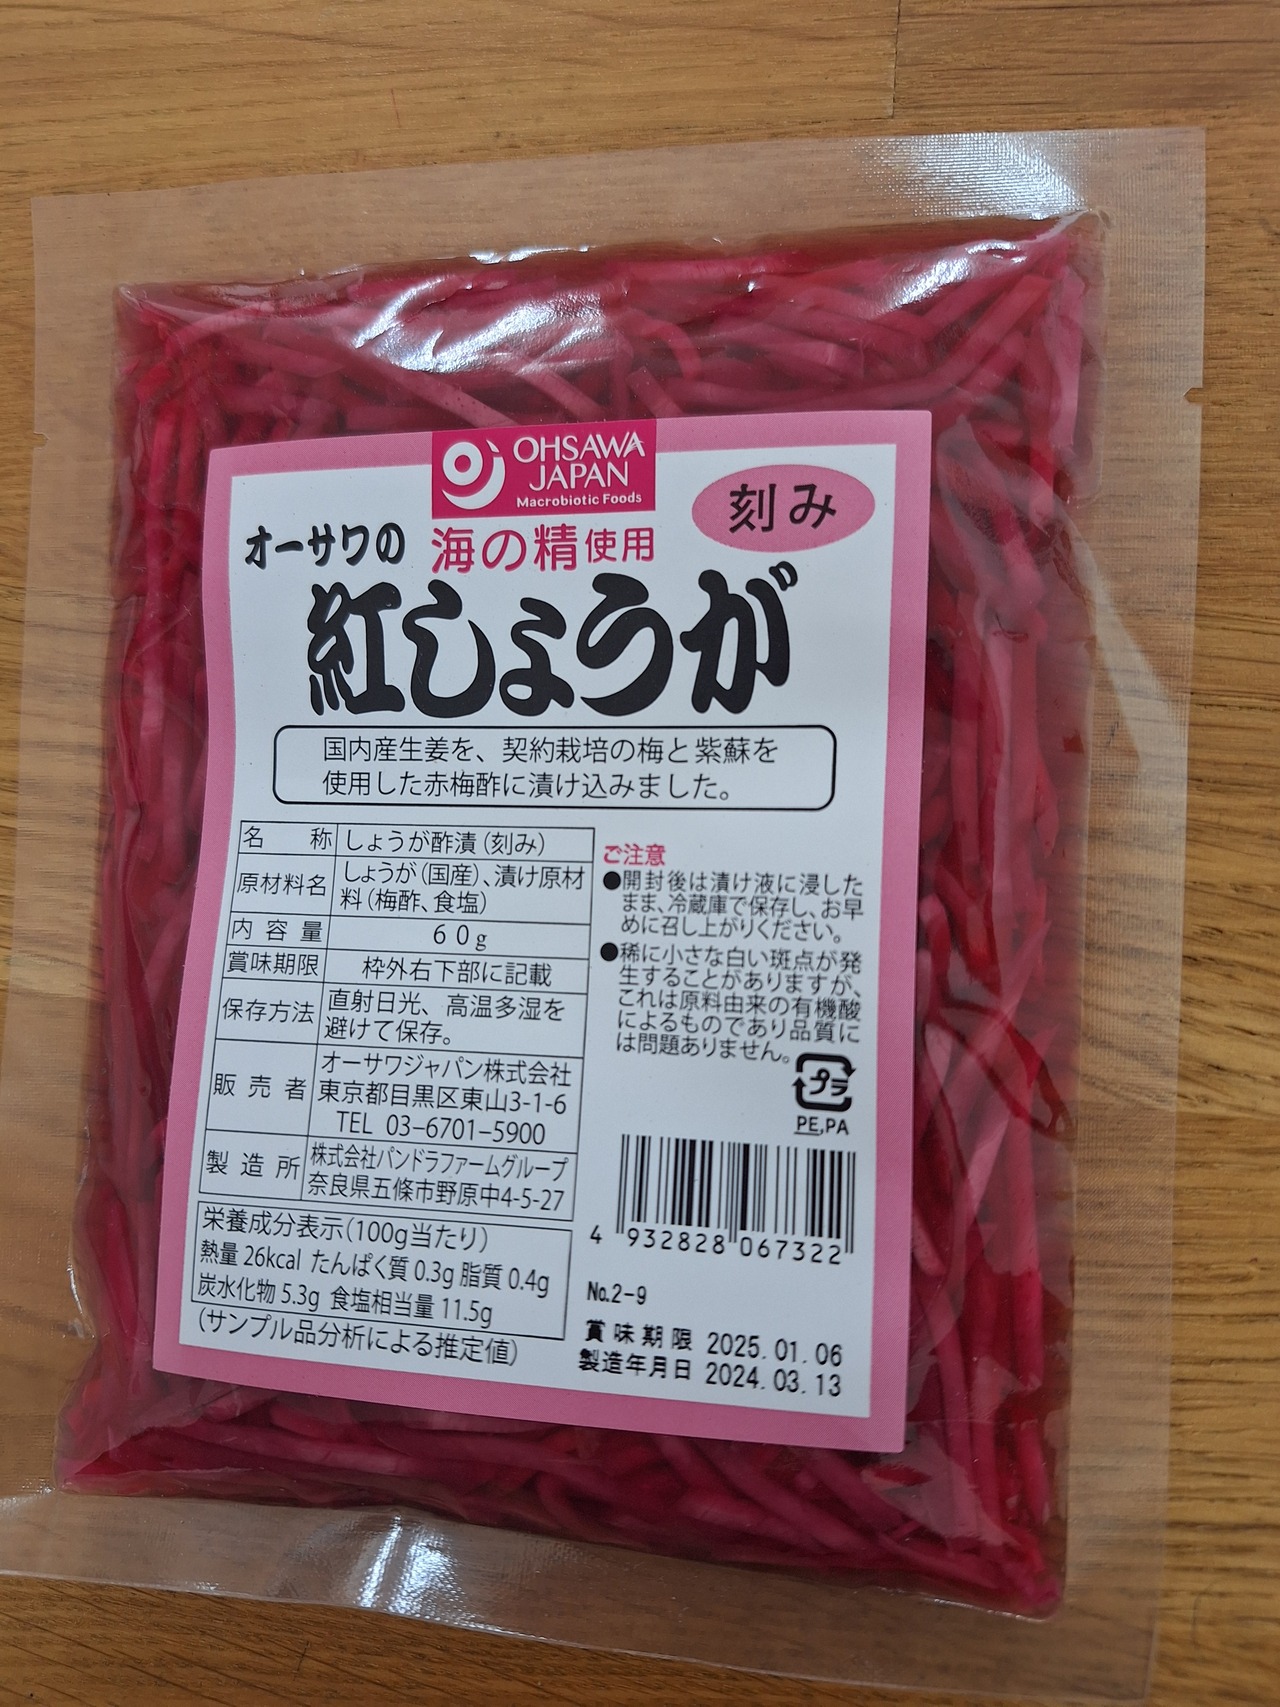 OHSAWA
JAPAN
Macrobiotic Foods
刻み
オーサワの
海の精使用
紅しょうが
国内産生姜を、契約栽培の梅と紫蘇を
使用した赤梅酢に漬け込みました。
名称 しょうが酢漬(刻み)
原材料名 しょうが(国産)、漬け原材
料(梅酢、食塩)
内容量 60g
賞味期限 枠外右下部に記載
保存方法 直射日光、高温多湿を
避けて保存。
販売者 オーサワジャパン株式会社
東京都目黒区東山3-1-6
TEL 03-6701-5900
製造所 株式会社パンドラファームグループ
奈良県五條市野原中4-5-27
栄養成分表示(100g当たり)
熱量 26kcal たんぱく質 0.3g 脂質 0.4g
炭水化物 5.3g 食塩相当量 11.5g
(サンプル品分析による推定値)
ご注意
●開封後は漬け液に浸した
まま、冷蔵庫で保存し、お早
めに召し上がりください。
●稀に小さな白い斑点が発
生することがありますが、
これは原料由来の有機酸
によるものであり品質に
は問題ありません。
プラ
PE,PA
4 932828 067322
No.2-9
賞味期限 2025.01.06
製造年月日 2024.03.13